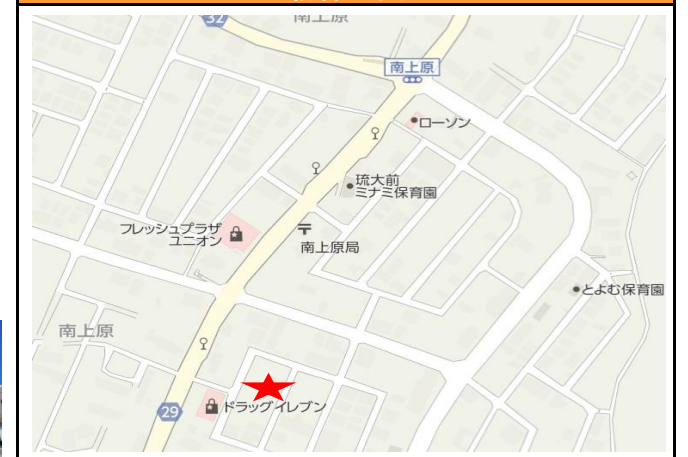 32
南上原
南上原
ローソン
琉大前
ミナミ保育園
フレッシュプラザ
ユニオン
南上原局
とよむ保育園
南上原
29
ドラッグイレブン